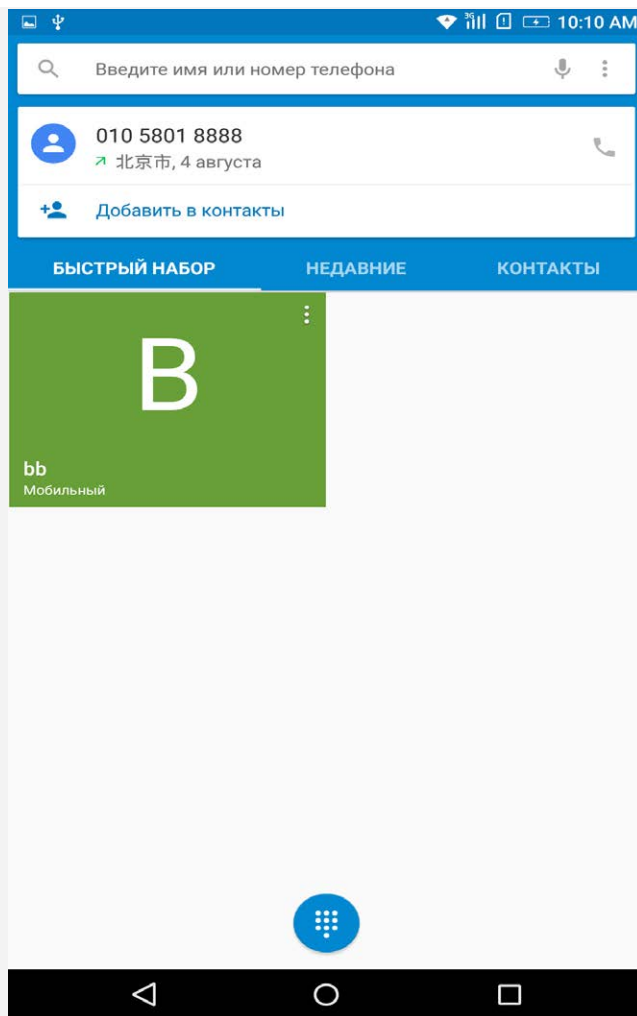 3G 10:10 AM
Введите имя или номер телефона
010 5801 8888
北京市, 4 августа
Добавить в контакты
БЫСТРЫЙ НАБОР НЕДАВНИЕ КОНТАКТЫ
B
bb
Мобильный